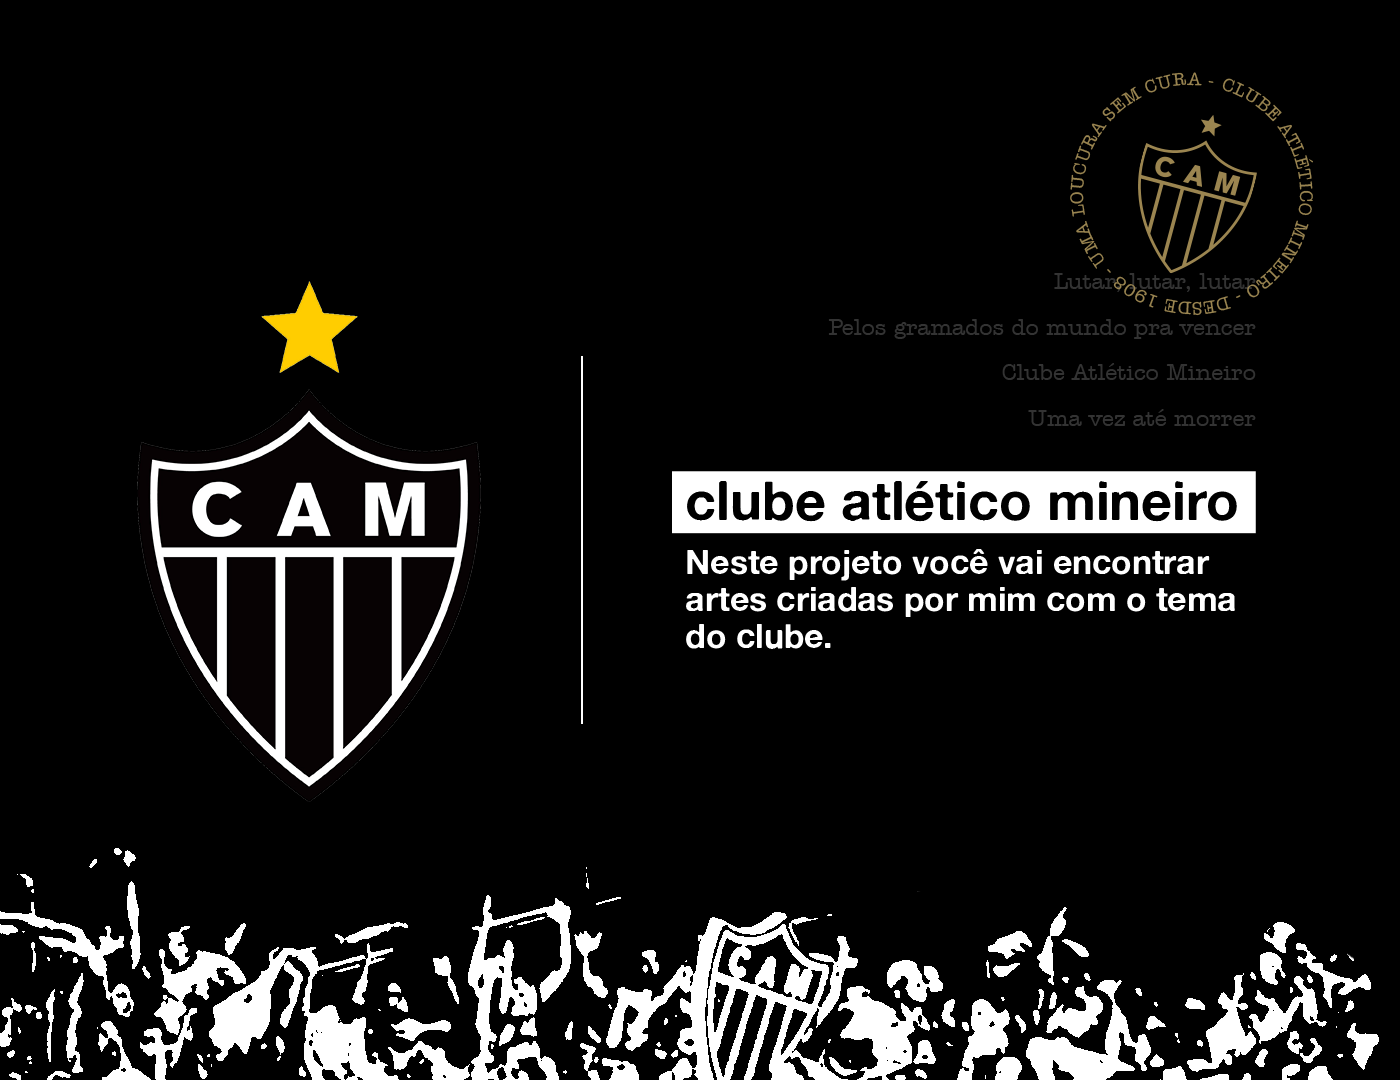 UMA LOUCURA SEM CURA - CLUBE ATLÉTICO MINEIRO - DESDE 1908 -
C A M
Lutar, lutar, lutar
Pelos gramados do mundo pra vencer
Clube Atlético Mineiro
Uma vez até morrer
C A M
clube atlético mineiro
Neste projeto você vai encontrar
artes criadas por mim com o tema
do clube.
CAM